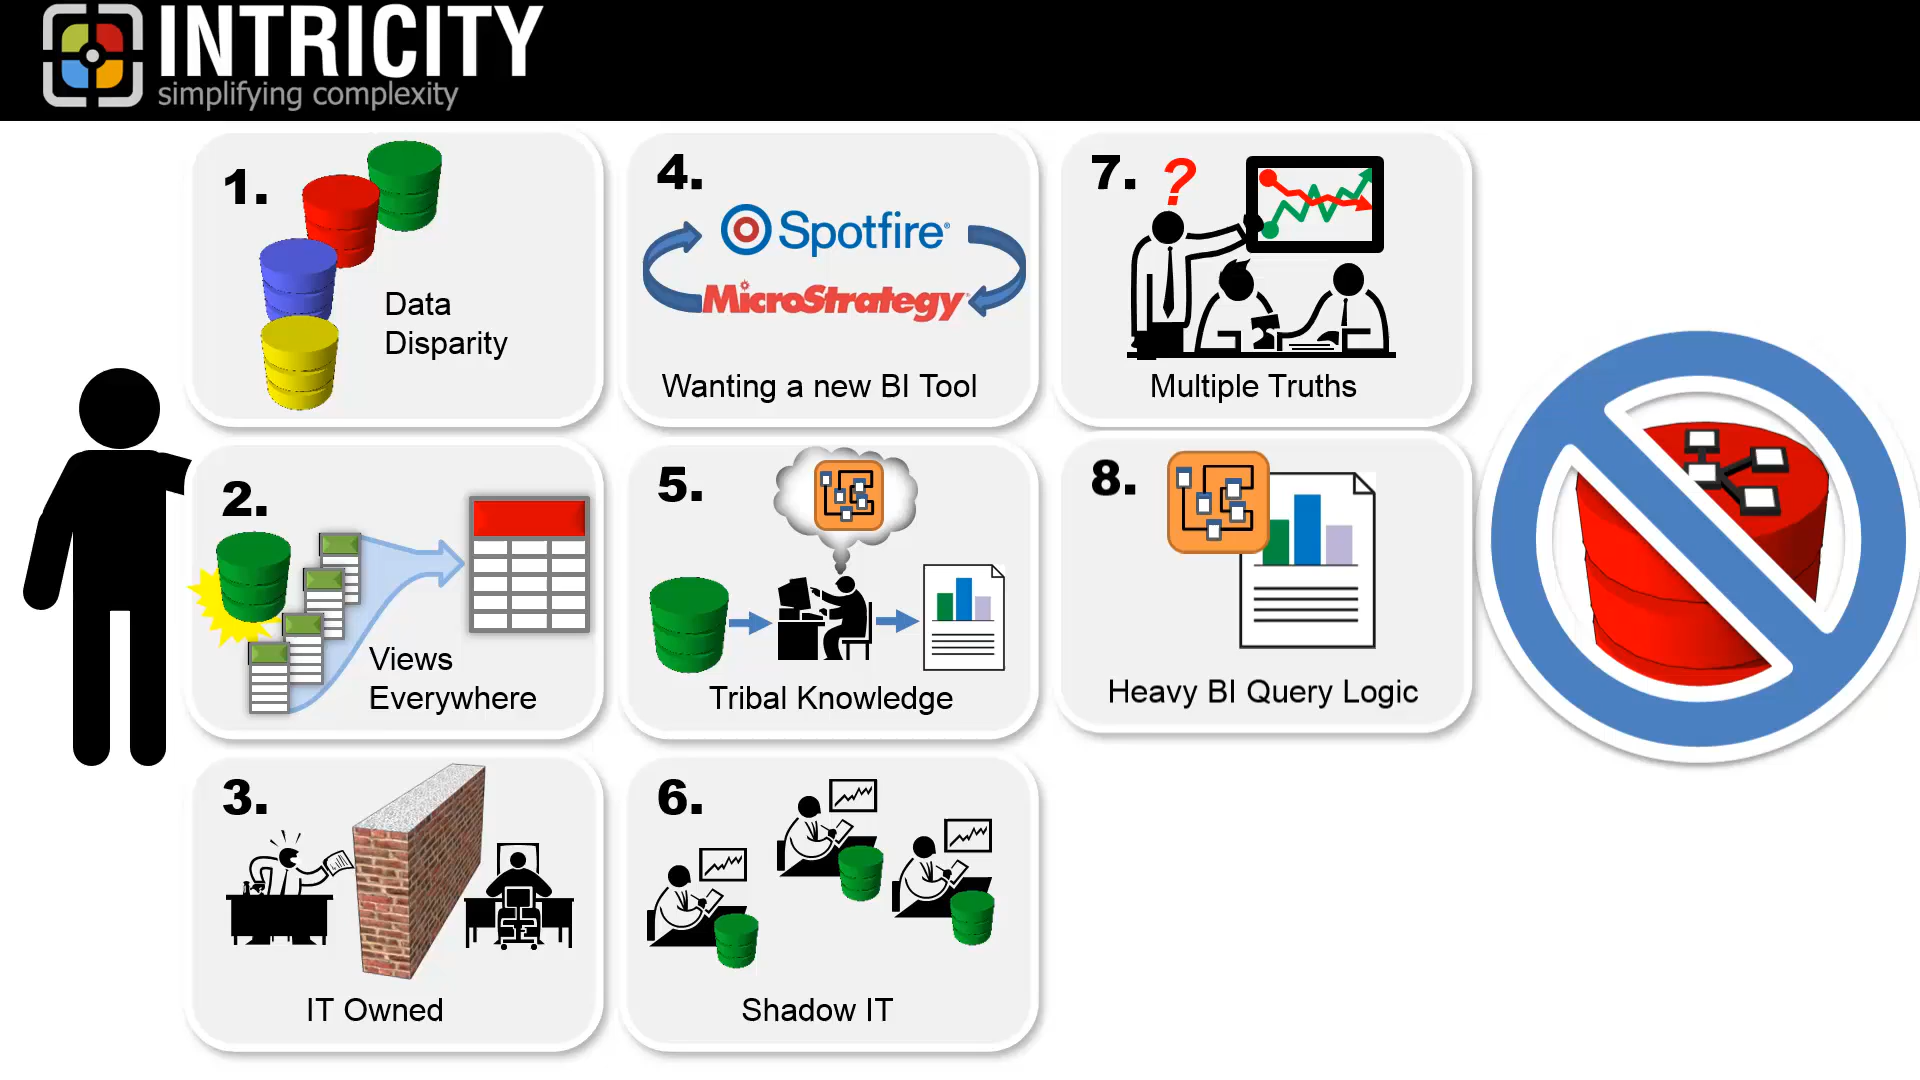 INTRICITY
simplifying complexity
1.
Data
Disparity
2.
Views
Everywhere
3.
IT Owned
4.
Spotfire®
MicroStrategy®
Wanting a new BI Tool
5.
Tribal Knowledge
6.
Shadow IT
7.
?
Multiple Truths
8.
Heavy BI Query Logic